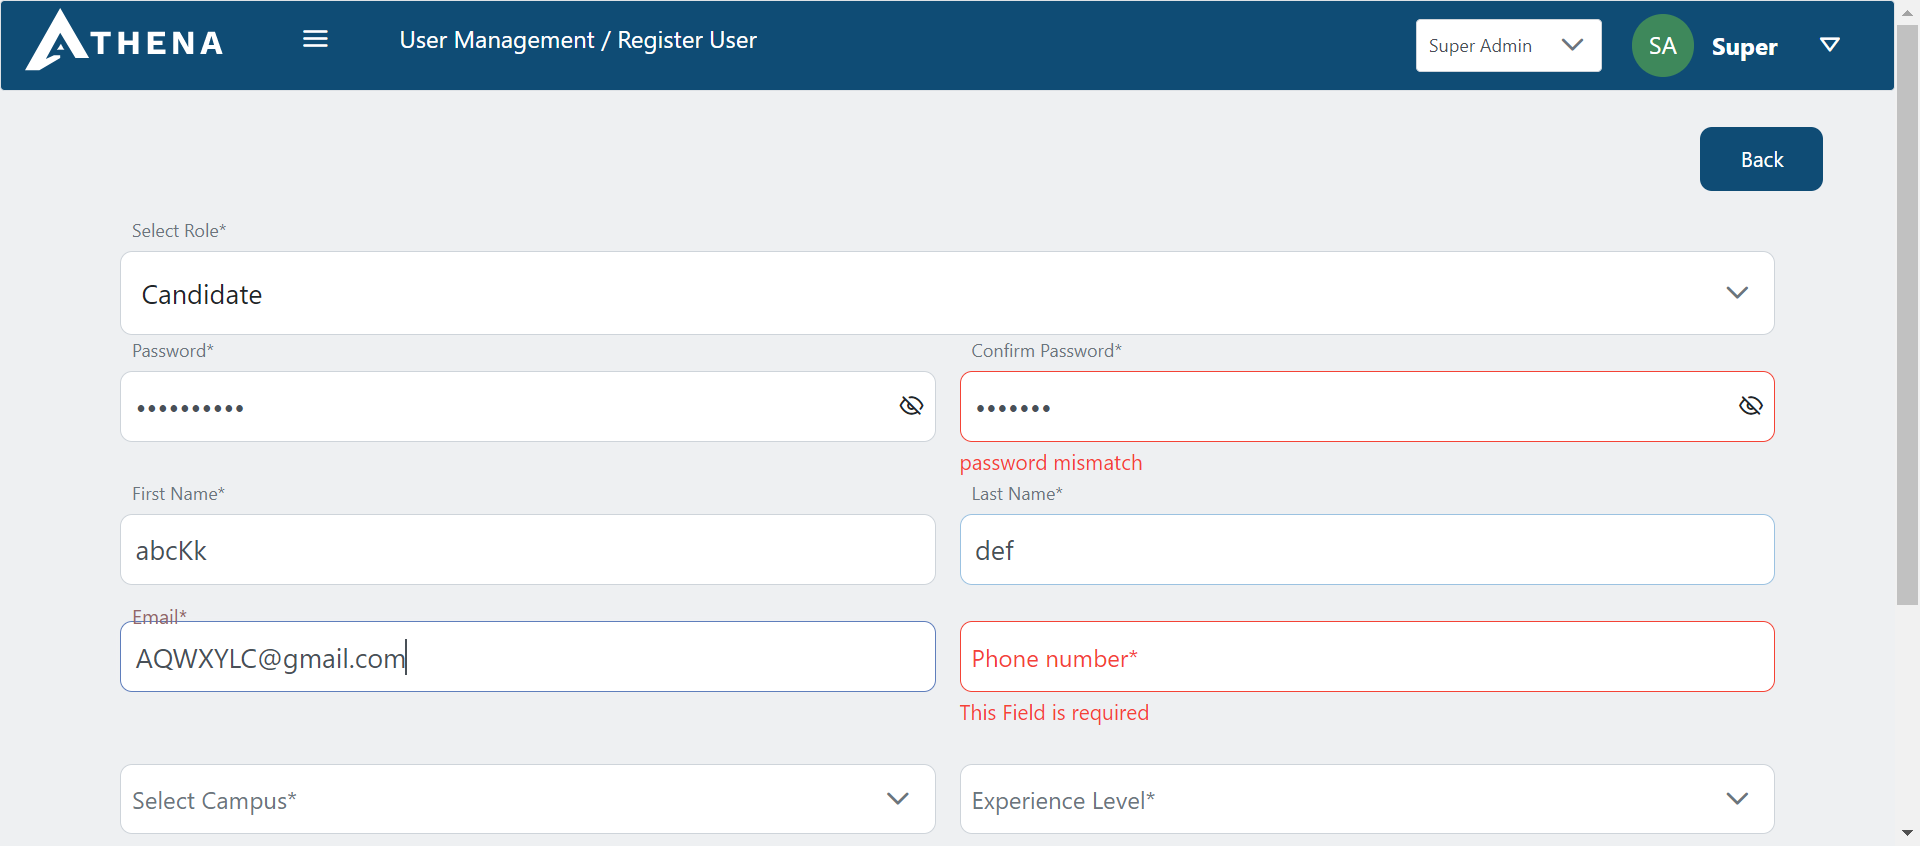 ATHENA
User Management / Register User
Super Admin
SA
Super
Back
Select Role*
Candidate
Password*
Confirm Password*
••••••••••
•••••••
password mismatch
First Name*
Last Name*
abcKk
def
Email*
AQWXYLC@gmail.com
Phone number*
This Field is required
Select Campus*
Experience Level*